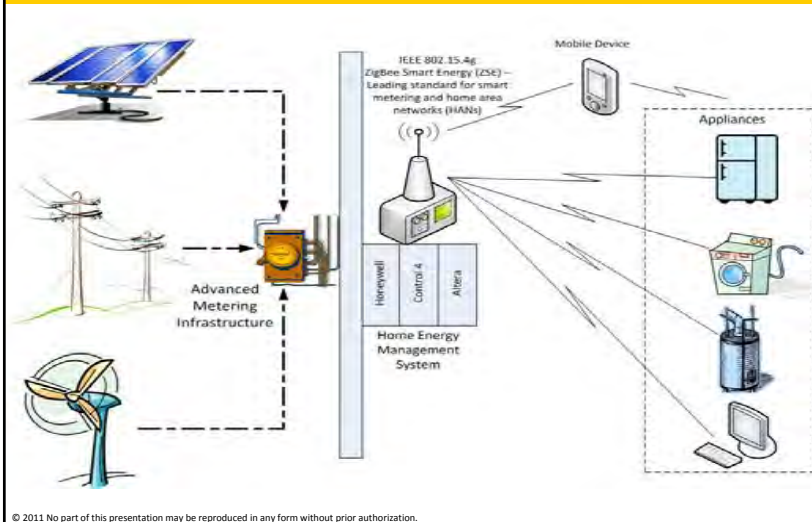 IEEE 802.15.4g
ZigBee Smart Energy (ZSE) –
Leading standard for smart
metering and home area
networks (HANs)
Mobile Device
Appliances
Advanced
Metering
Infrastructure
Honeywell
Control 4
Altera
Home Energy
Management
System
© 2011 No part of this presentation may be reproduced in any form without prior authorization.